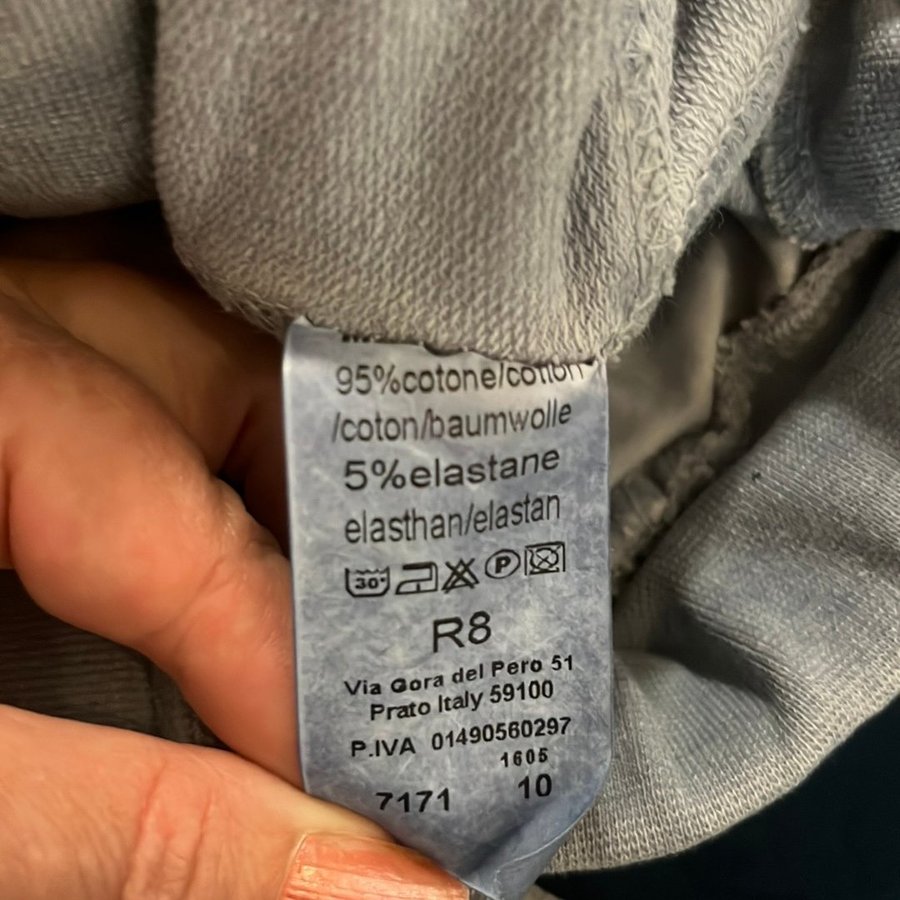 95%cotone/cotton
/coton/baumwolle
5%elastane
elasthan/elastan
30° P
R8
Via Gora del Pero 51
Prato Italy 59100
P.IVA 01490560297
1605
7171 10